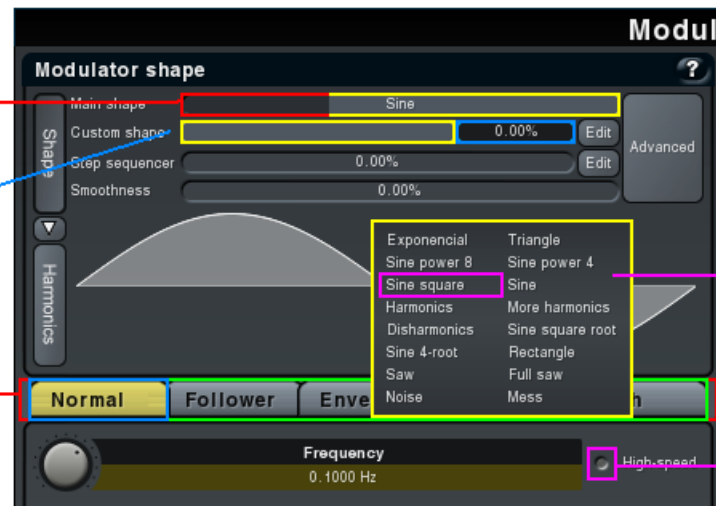 Modul
Modulator shape ?
Main shape Sine
Custom shape 0.00% Edit
Step sequencer 0.00% Edit
Smoothness 0.00%
Advanced
Shape
Harmonics
Exponencial Triangle
Sine power 8 Sine power 4
Sine square Sine
Harmonics More harmonics
Disharmonics Sine square root
Sine 4-root Rectangle
Saw Full saw
Noise Mess
Normal Follower Enve h
Frequency
0.1000 Hz
High-speed